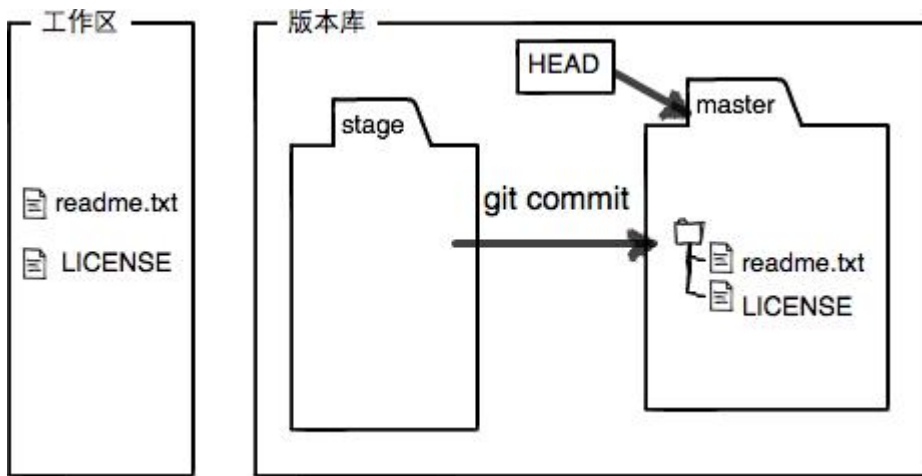 工作区
版本库
HEAD
stage
master
git commit
readme.txt
LICENSE
readme.txt
LICENSE